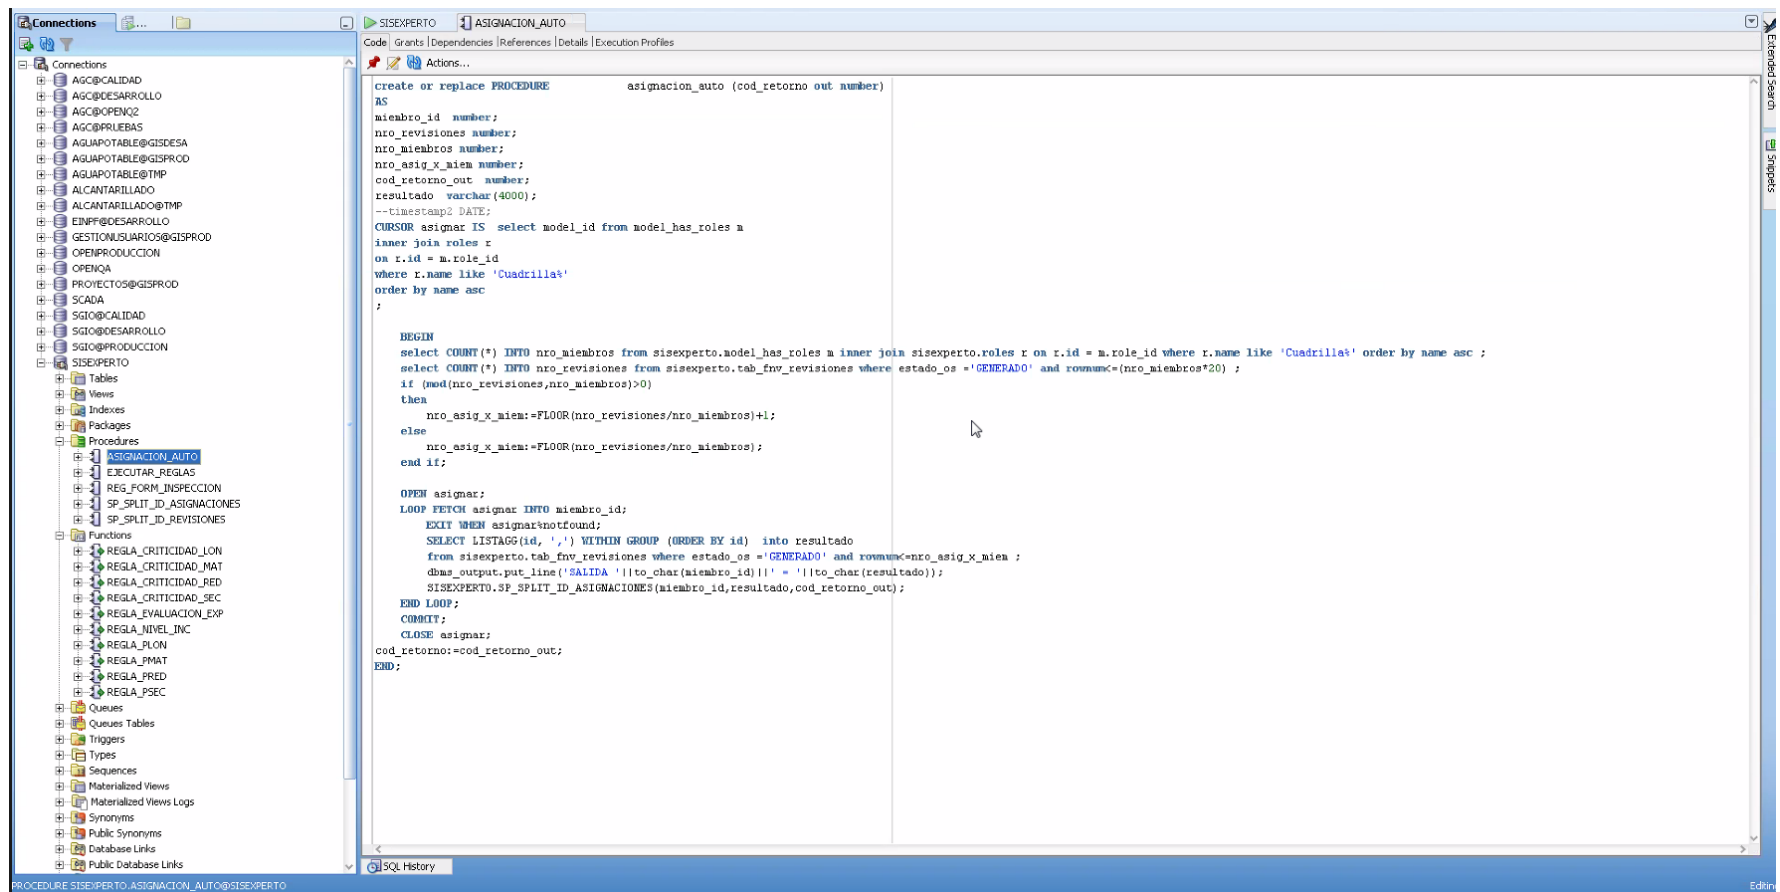 Connections
...
SISEXPERTO
ASIGNACION_AUTO
Code Grants Dependencies References Details Execution Profiles
Actions...
Connections
AGC@CALIDAD
AGC@DESARROLLO
AGC@OPENQ2
AGC@PRUEBAS
AGUAPOTABLE@GISDESA
AGUAPOTABLE@GISPROD
AGUAPOTABLE@TMP
ALCANTARILLADO
ALCANTARILLADO@TMP
EINPF@DESARROLLO
GESTIONUSUARIOS@GISPROD
OPENPRODUCCION
OPENQA
PROYECTOS@GISPROD
SCADA
SGIO@CALIDAD
SGIO@DESARROLLO
SGIO@PRODUCCION
SISEXPERTO
Tables
Views
Indexes
Packages
Procedures
ASIGNACION_AUTO
EJECUTAR_REGLAS
REG_FORM_INSPECCION
SP_SPLIT_ID_ASIGNACIONES
SP_SPLIT_ID_REVISIONES
Functions
REGLA_CRITICIDAD_LON
REGLA_CRITICIDAD_MAT
REGLA_CRITICIDAD_RED
REGLA_CRITICIDAD_SEC
REGLA_EVALUACION_EXP
REGLA_NIVEL_INC
REGLA_PLON
REGLA_PMAT
REGLA_PRED
REGLA_PSEC
Queues
Queues Tables
Triggers
Types
Sequences
Materialized Views
Materialized Views Logs
Synonyms
Public Synonyms
Database Links
Public Database Links
create or replace PROCEDURE asignacion_auto (cod_retorno out number)
AS
miembro_id number;
nro_revisiones number;
nro_miembros number;
nro_asig_x_miem number;
cod_retorno_out number;
resultado varchar(4000);
--timestamp2 DATE;
CURSOR asignar IS select model_id from model_has_roles m
inner join roles r
on r.id = m.role_id
where r.name like 'Cuadrilla%'
order by name asc
;
BEGIN
select COUNT(*) INTO nro_miembros from sisexperto.model_has_roles m inner join sisexperto.roles r on r.id = m.role_id where r.name like 'Cuadrilla%' order by name asc ;
select COUNT(*) INTO nro_revisiones from sisexperto.tab_fnv_revisiones where estado_os ='GENERADO' and rownum<=(nro_miembros*20) ;
if (mod(nro_revisiones,nro_miembros)>0)
then
nro_asig_x_miem:=FLOOR(nro_revisiones/nro_miembros)+1;
else
nro_asig_x_miem:=FLOOR(nro_revisiones/nro_miembros);
end if;
OPEN asignar;
LOOP FETCH asignar INTO miembro_id;
EXIT WHEN asignar%notfound;
SELECT LISTAGG(id, ',') WITHIN GROUP (ORDER BY id) into resultado
from sisexperto.tab_fnv_revisiones where estado_os ='GENERADO' and rownum<=nro_asig_x_miem ;
dbms_output.put_line('SALIDA '||to_char(miembro_id)||' = '||to_char(resultado));
SISEXPERTO.SP_SPLIT_ID_ASIGNACIONES(miembro_id,resultado,cod_retorno_out);
END LOOP;
COMMIT;
CLOSE asignar;
cod_retorno:=cod_retorno_out;
END;
Extended Search
Snippets
SQL History
PROCEDURE SISEXPERTO.ASIGNACION_AUTO@SISEXPERTO